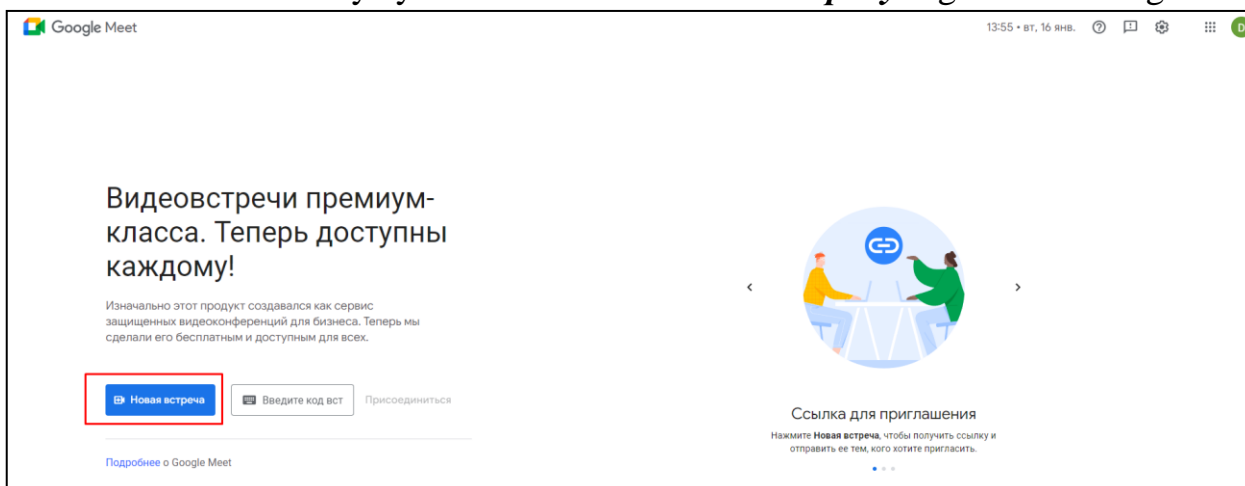 Google Meet
13:55 • вт, 16 янв.
D
Видеовстречи премиум-
класса. Теперь доступны
каждому!
Изначально этот продукт создавался как сервис
защищенных видеоконференций для бизнеса. Теперь мы
сделали его бесплатным и доступным для всех.
Новая встреча
Введите код вст
Присоединиться
Подробнее о Google Meet
Ссылка для приглашения
Нажмите Новая встреча, чтобы получить ссылку и
отправить ее тем, кого хотите пригласить.